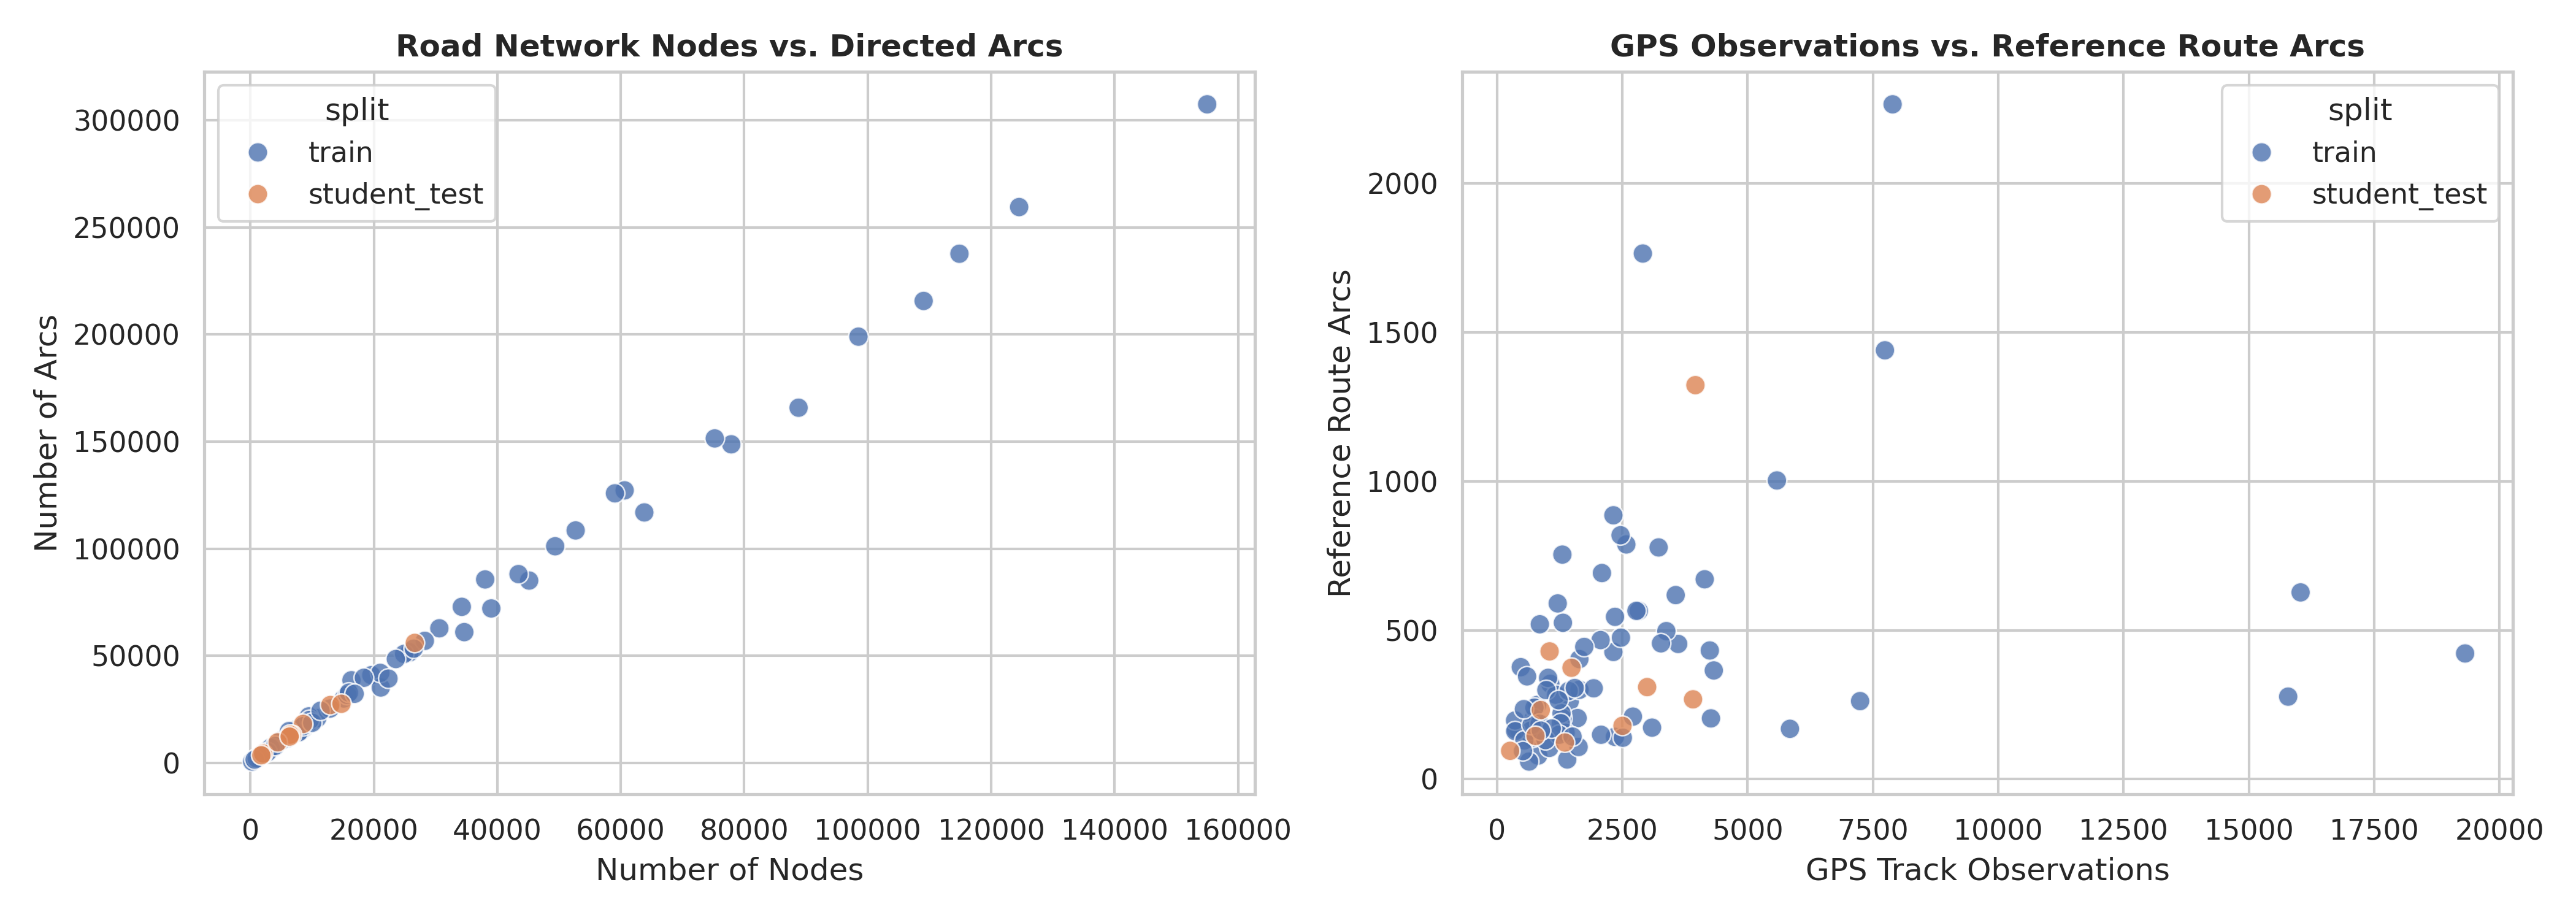 Road Network Nodes vs. Directed Arcs
split
train
student_test
300000
250000
200000
150000
100000
50000
0
Number of Arcs
0 20000 40000 60000 80000 100000 120000 140000 160000
Number of Nodes
GPS Observations vs. Reference Route Arcs
split
train
student_test
2000
1500
1000
500
0
Reference Route Arcs
0 2500 5000 7500 10000 12500 15000 17500 20000
GPS Track Observations